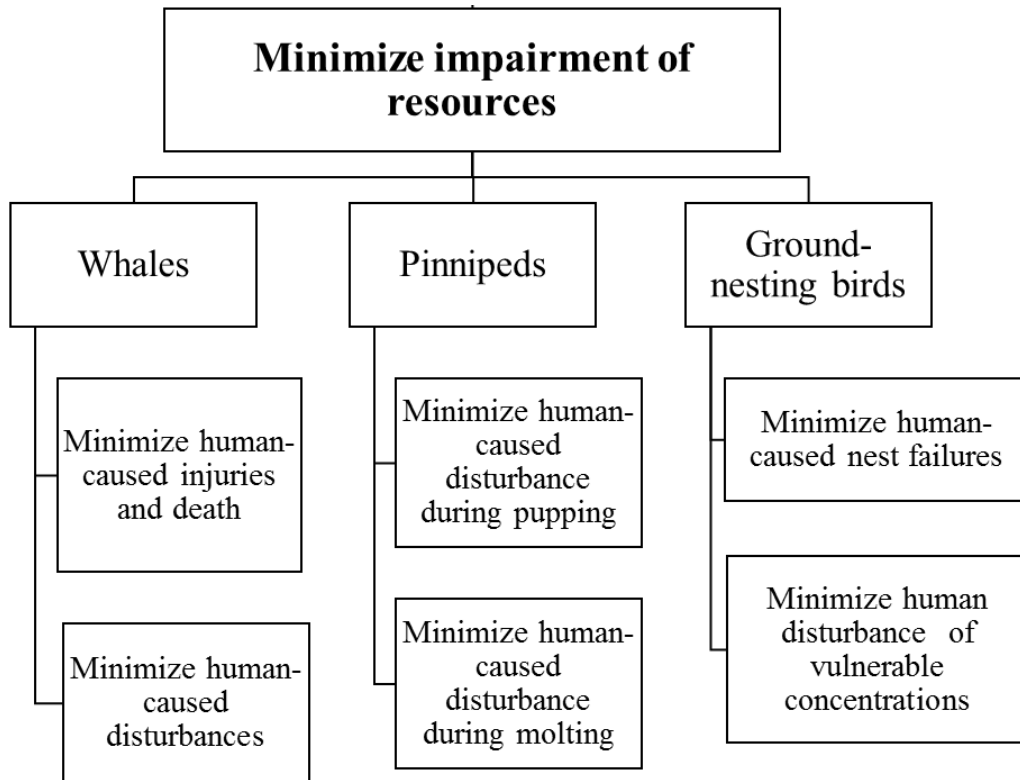 Minimize impairment of
resources
Whales
Pinnipeds
Ground-
nesting birds
Minimize human-
caused injuries
and death
Minimize human-
caused
disturbances
Minimize human-
caused
disturbance
during pupping
Minimize human-
caused
disturbance
during molting
Minimize human-
caused nest failures
Minimize human
disturbance of
vulnerable
concentrations